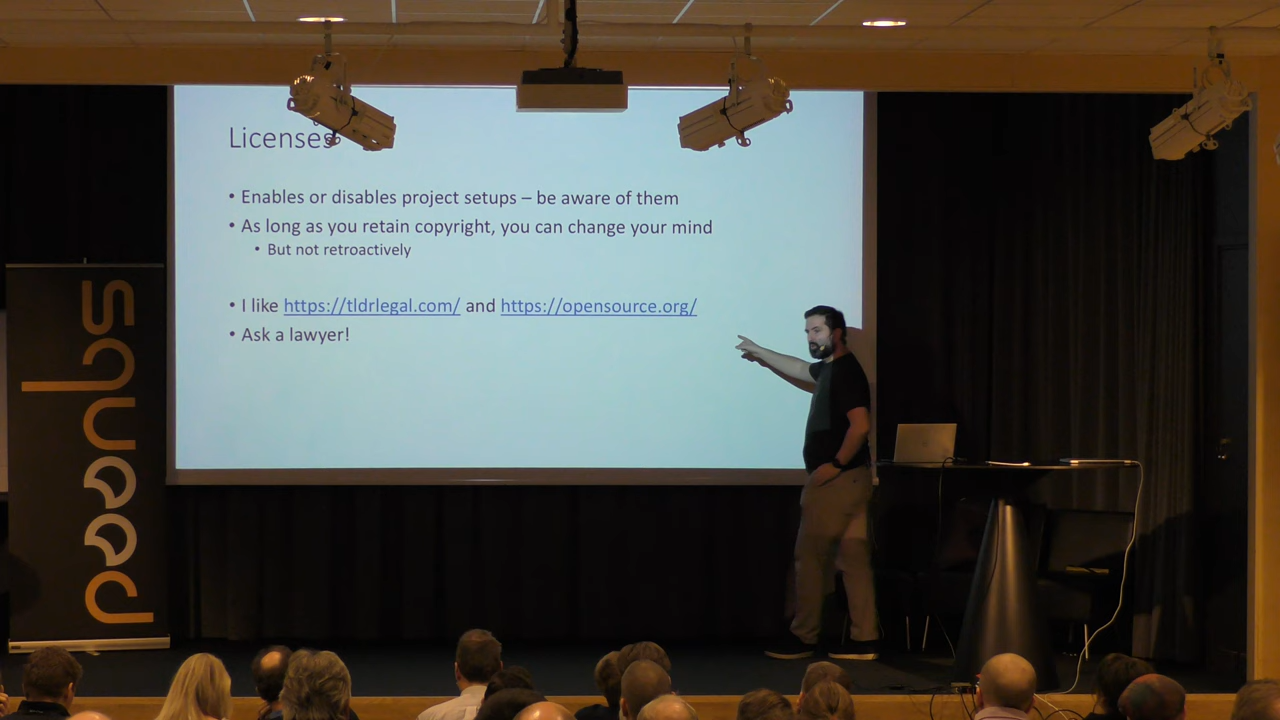 Licenses
• Enables or disables project setups – be aware of them
• As long as you retain copyright, you can change your mind
• But not retroactively
• I like https://tldrlegal.com/ and https://opensource.org/
• Ask a lawyer!
squeed